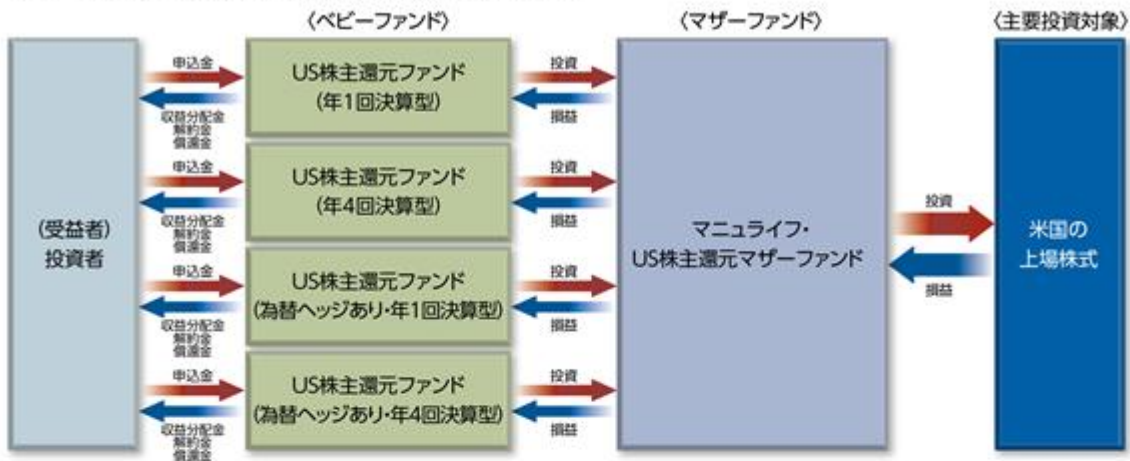 〈ベビーファンド〉
〈マザーファンド〉
〈主要投資対象〉
(受益者)
投資者
申込金
収益分配金
解約金
償還金
US株主還元ファンド
(年1回決算型)
投資
損益
申込金
収益分配金
解約金
償還金
US株主還元ファンド
(年4回決算型)
投資
損益
申込金
収益分配金
解約金
償還金
US株主還元ファンド
(為替ヘッジあり・年1回決算型)
投資
損益
申込金
収益分配金
解約金
償還金
US株主還元ファンド
(為替ヘッジあり・年4回決算型)
投資
損益
マニュライフ・
US株主還元マザーファンド
投資
損益
米国の
上場株式